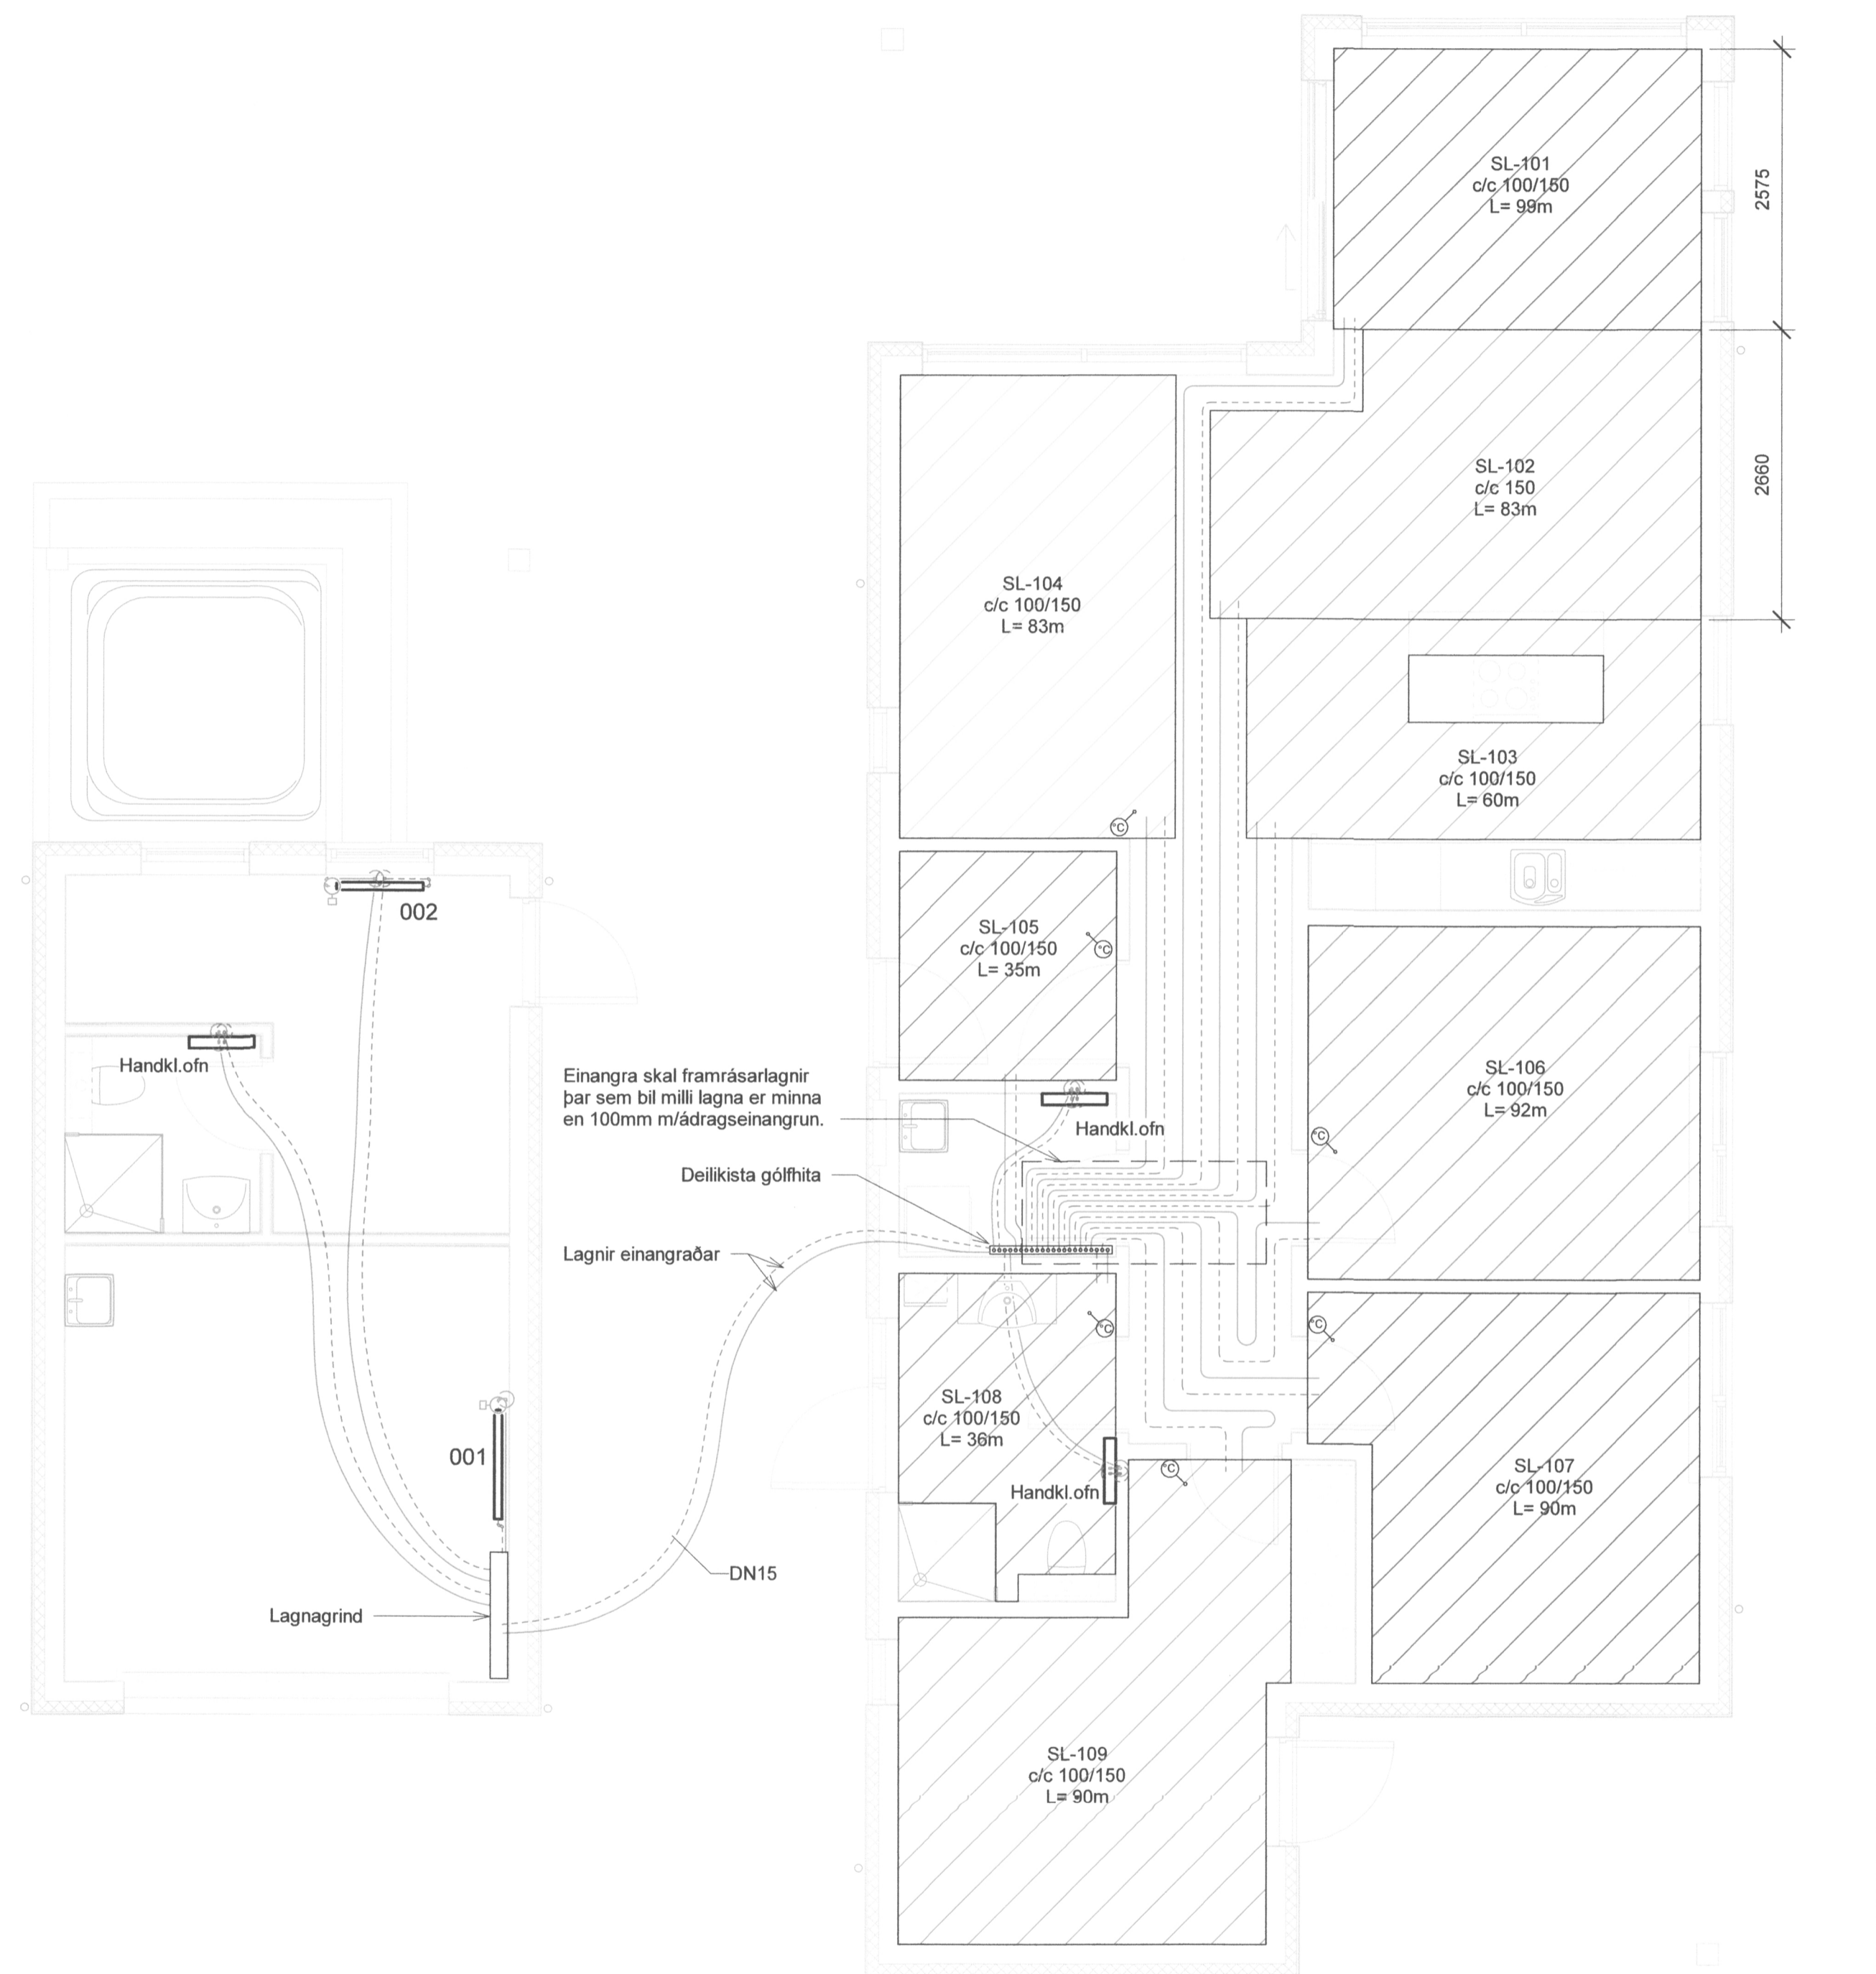 SL-101
c/c 100/150
L= 99m
2575
SL-102
c/c 150
L= 83m
2660
SL-104
c/c 100/150
L= 83m
SL-103
c/c 100/150
L= 60m
°C
002
SL-105
c/c 100/150
L= 35m
°C
Handkl.ofn
Einangra skal framrásarlagnir
þar sem bil milli lagna er minna
en 100mm m/ádragseinangrun.
Handkl.ofn
SL-106
c/c 100/150
L= 92m
°C
Deilikista gólfhita
Lagnir einangraðar
°C
°C
SL-108
c/c 100/150
L= 36m
001
Handkl.ofn
°C
SL-107
c/c 100/150
L= 90m
DN15
Lagnagrind
SL-109
c/c 100/150
L= 90m